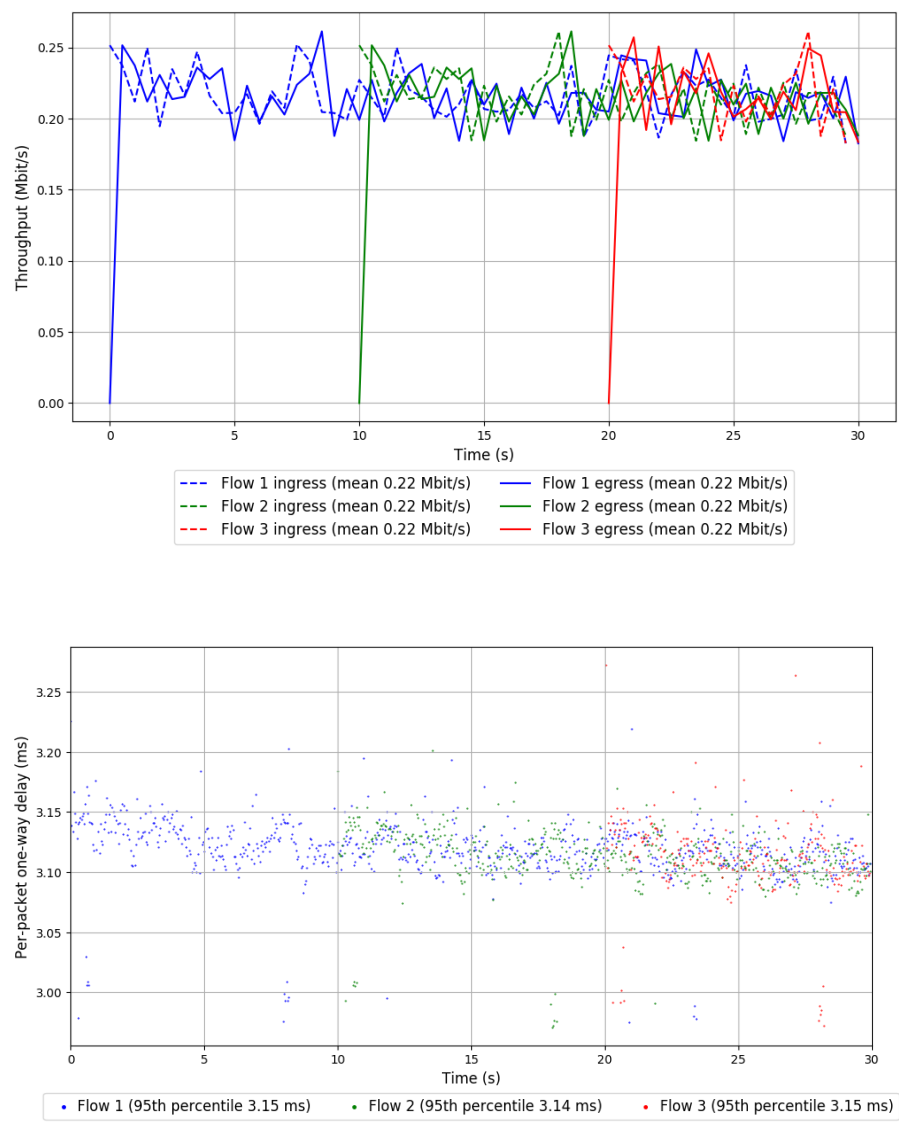 Throughput (Mbit/s)
0.25
0.20
0.15
0.10
0.05
0.00
0 5 10 15 20 25 30
Time (s)
Flow 1 ingress (mean 0.22 Mbit/s) Flow 1 egress (mean 0.22 Mbit/s)
Flow 2 ingress (mean 0.22 Mbit/s) Flow 2 egress (mean 0.22 Mbit/s)
Flow 3 ingress (mean 0.22 Mbit/s) Flow 3 egress (mean 0.22 Mbit/s)
Per-packet one-way delay (ms)
3.25
3.20
3.15
3.10
3.05
3.00
0 5 10 15 20 25 30
Time (s)
Flow 1 (95th percentile 3.15 ms) Flow 2 (95th percentile 3.14 ms) Flow 3 (95th percentile 3.15 ms)